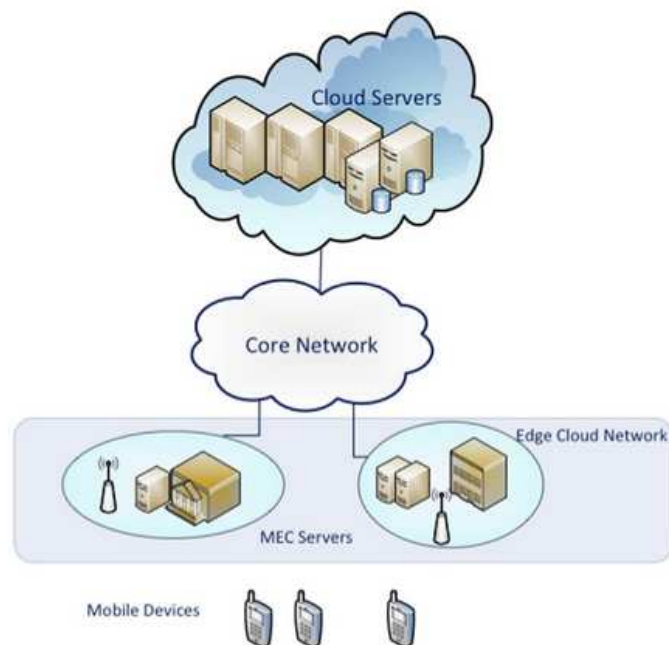 Cloud Servers
Core Network
Edge Cloud Network
MEC Servers
Mobile Devices